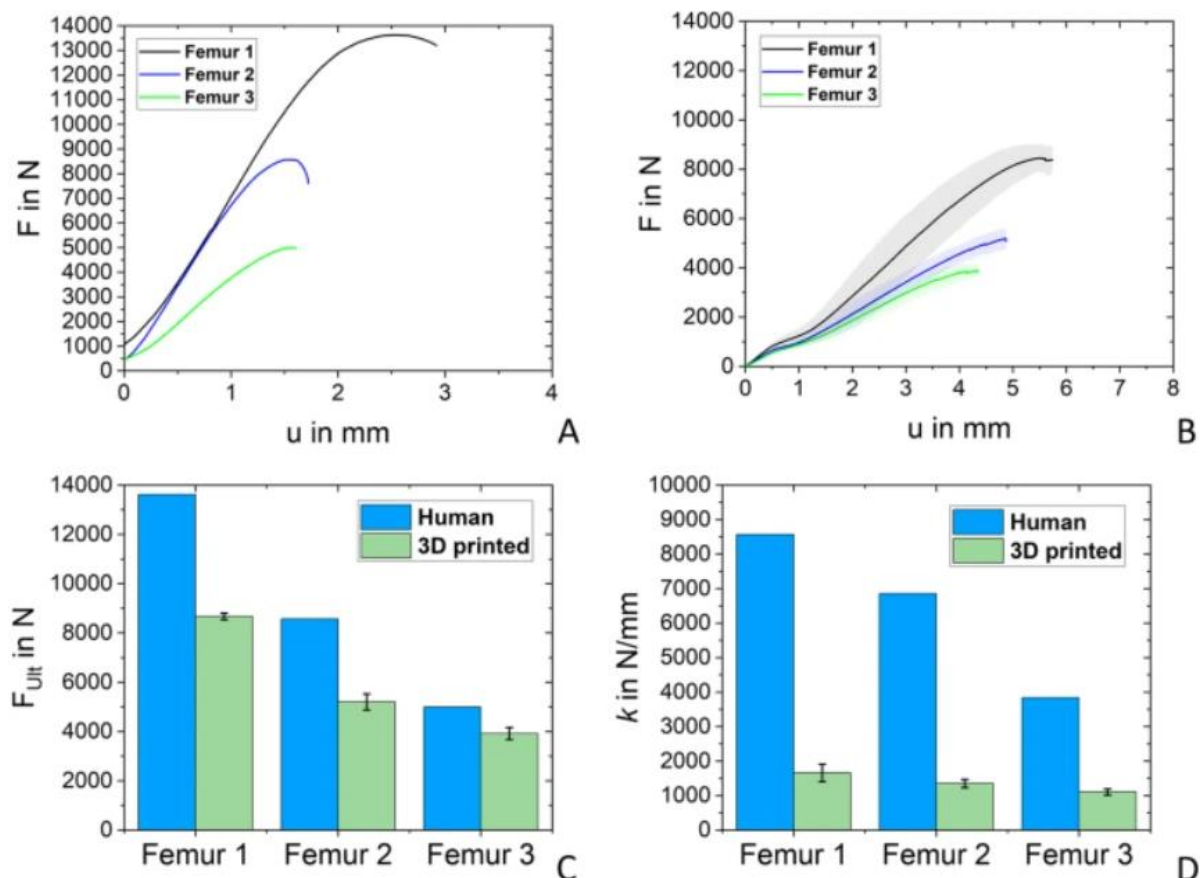 14000
13000
12000
11000
10000
9000
8000
7000
6000
5000
4000
3000
2000
1000
0
F in N
Femur 1
Femur 2
Femur 3
0 1 2 3 4
u in mm
A
14000
12000
10000
8000
6000
4000
2000
0
F in N
Femur 1
Femur 2
Femur 3
0 1 2 3 4 5 6 7 8
u in mm
B
14000
12000
10000
8000
6000
4000
2000
0
F_Ult in N
Human
3D printed
Femur 1 Femur 2 Femur 3
C
10000
9000
8000
7000
6000
5000
4000
3000
2000
1000
0
k in N/mm
Human
3D printed
Femur 1 Femur 2 Femur 3
D